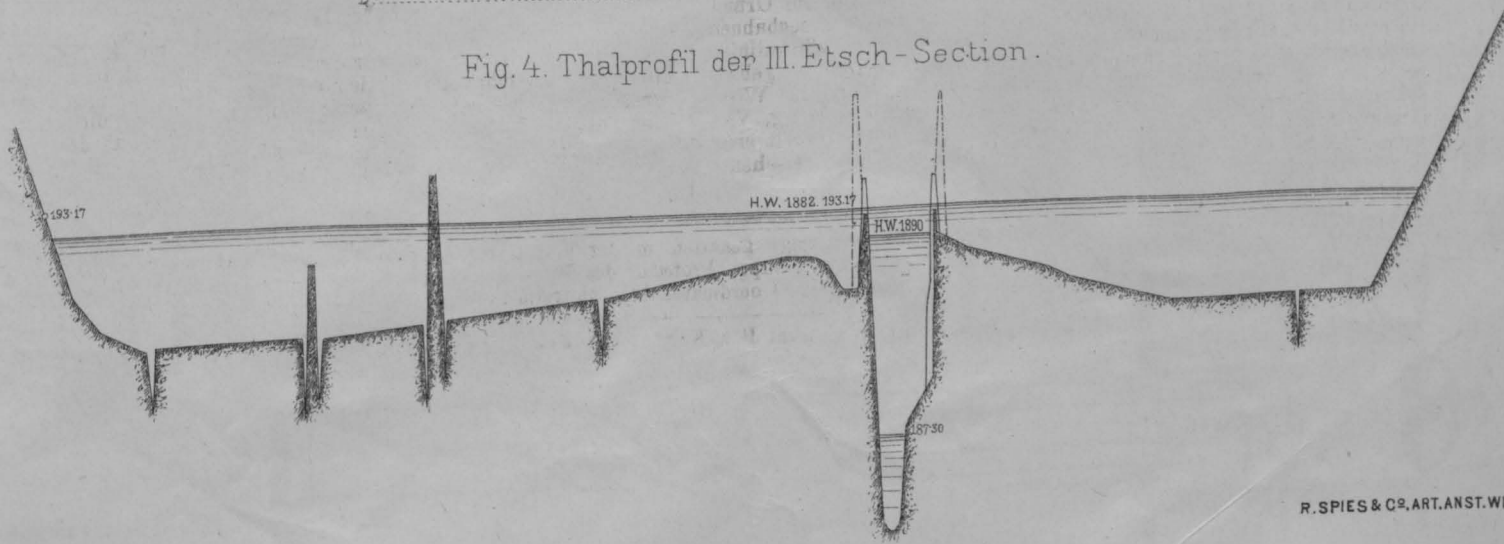 Fig. 4. Thalprofil der III. Etsch-Section.
193·17
H.W. 1882. 193·17
H.W. 1890
187·30
R. SPIES & Cº, ART. ANST. WI